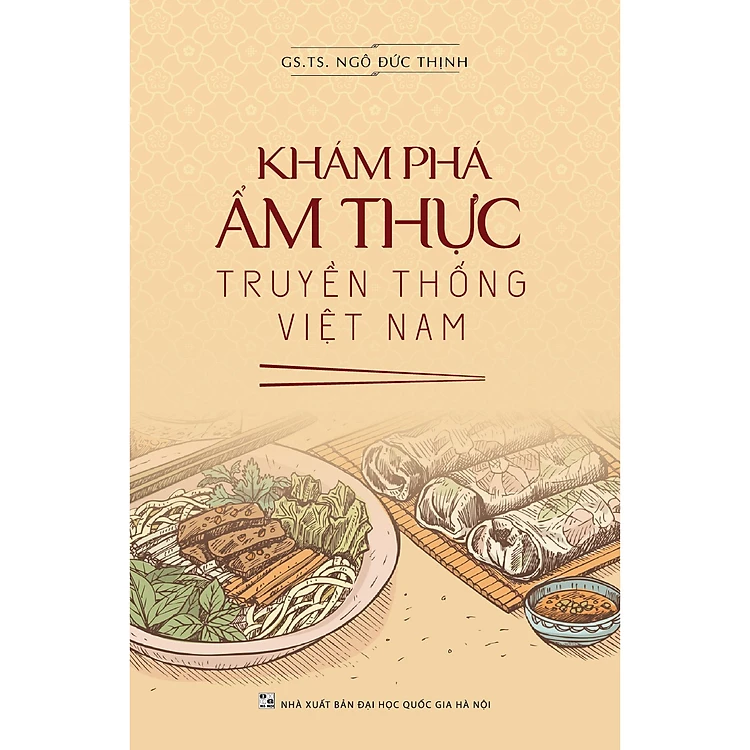 GS.TS. NGÔ ĐỨC THỊNH
KHÁM PHÁ
ẨM THỰC
TRUYỀN THỐNG
VIỆT NAM
NHÀ XUẤT BẢN ĐẠI HỌC QUỐC GIA HÀ NỘI